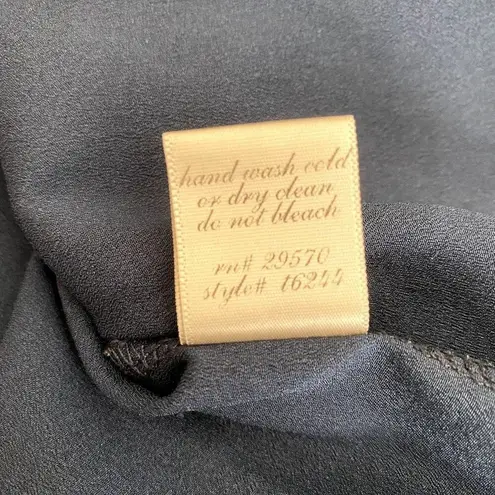 hand wash cold
or dry clean
do not bleach
rn# 29570
style# t6244